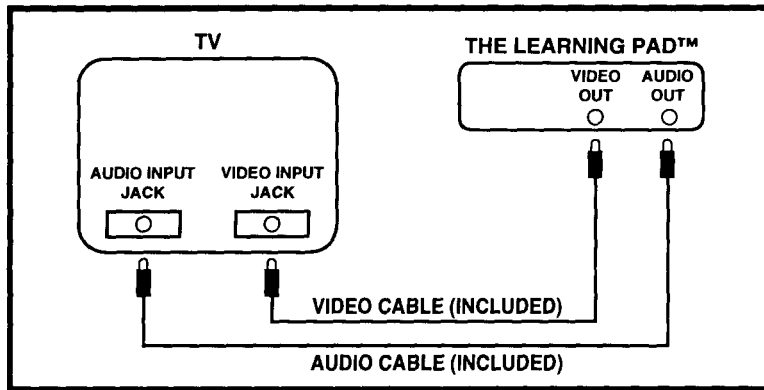 TV
THE LEARNING PAD™
VIDEO OUT
AUDIO OUT
AUDIO INPUT
JACK
VIDEO INPUT
JACK
VIDEO CABLE (INCLUDED)
AUDIO CABLE (INCLUDED)